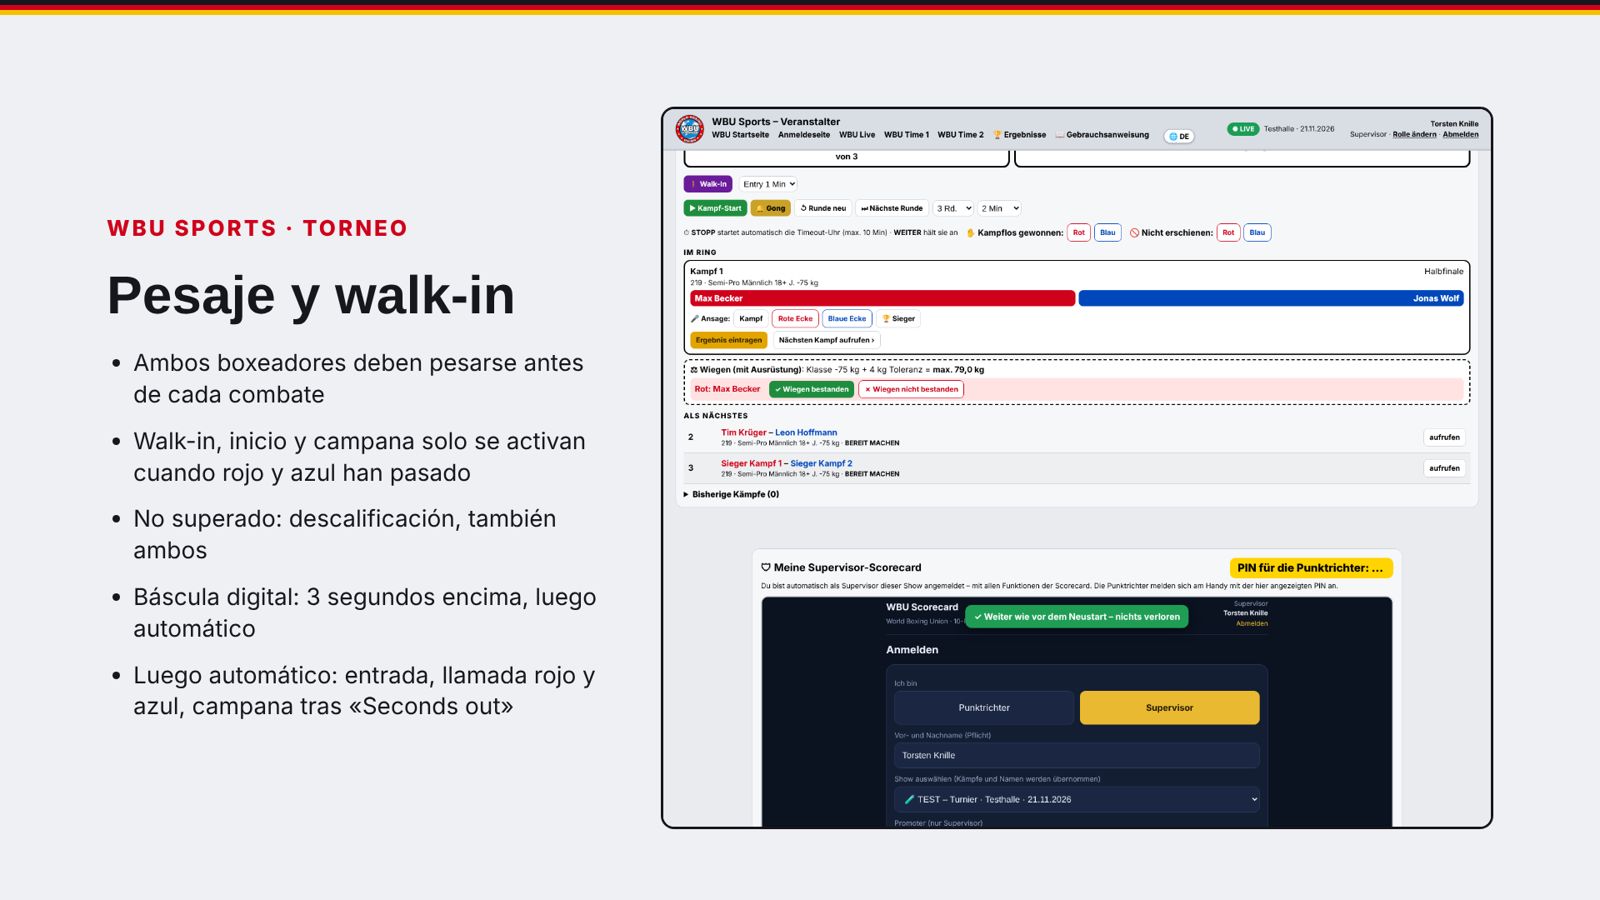 WBU SPORTS · TORNEO
Pesaje y walk-in
• Ambos boxeadores deben pesarse antes
de cada combate
• Walk-in, inicio y campana solo se activan
cuando rojo y azul han pasado
• No superado: descalificación, también
ambos
• Báscula digital: 3 segundos encima, luego
automático
• Luego automático: entrada, llamada rojo y
azul, campana tras «Seconds out»
WBU Sports – Veranstalter
WBU Startseite Anmeldeseite WBU Live WBU Time 1 WBU Time 2 🏆 Ergebnisse 📖 Gebrauchsanweisung 🌐 DE
● LIVE Testhalle · 21.11.2026
Torsten Knille
Supervisor · Rolle ändern · Abmelden
WBU
von 3
Walk-In Entry 1 Min
▶ Kampf-Start 🔔 Gong ↺ Runde neu ⏭ Nächste Runde 3 Rd. 2 Min
⏱ STOPP startet automatisch die Timeout-Uhr (max. 10 Min) · WEITER hält sie an ✋ Kampflos gewonnen: Rot Blau 🚫 Nicht erschienen: Rot Blau
IM RING
Kampf 1 Halbfinale
219 · Semi-Pro Männlich 18+ J. -75 kg
Max Becker Jonas Wolf
🎤 Ansage: Kampf Rote Ecke Blaue Ecke 🏆 Sieger
Ergebnis eintragen Nächsten Kampf aufrufen ›
⚖ Wiegen (mit Ausrüstung): Klasse -75 kg + 4 kg Toleranz = max. 79,0 kg
Rot: Max Becker ✓ Wiegen bestanden ✗ Wiegen nicht bestanden
ALS NÄCHSTES
2 Tim Krüger – Leon Hoffmann aufrufen
219 · Semi-Pro Männlich 18+ J. -75 kg · BEREIT MACHEN
3 Sieger Kampf 1 – Sieger Kampf 2 aufrufen
219 · Semi-Pro Männlich 18+ J. -75 kg · BEREIT MACHEN
▶ Bisherige Kämpfe (0)
🛡 Meine Supervisor-Scorecard PIN für die Punktrichter: ...
Du bist automatisch als Supervisor dieser Show angemeldet – mit allen Funktionen der Scorecard. Die Punktrichter melden sich am Handy mit der hier angezeigten PIN an.
WBU Scorecard
World Boxing Union · 10-
✓ Weiter wie vor dem Neustart – nichts verloren
Supervisor
Torsten Knille
Abmelden
Anmelden
Ich bin
Punktrichter Supervisor
Vor- und Nachname (Pflicht)
Torsten Knille
Show auswählen (Kämpfe und Namen werden übernommen)
🧪 TEST – Turnier · Testhalle · 21.11.2026
Promoter (nur Supervisor)